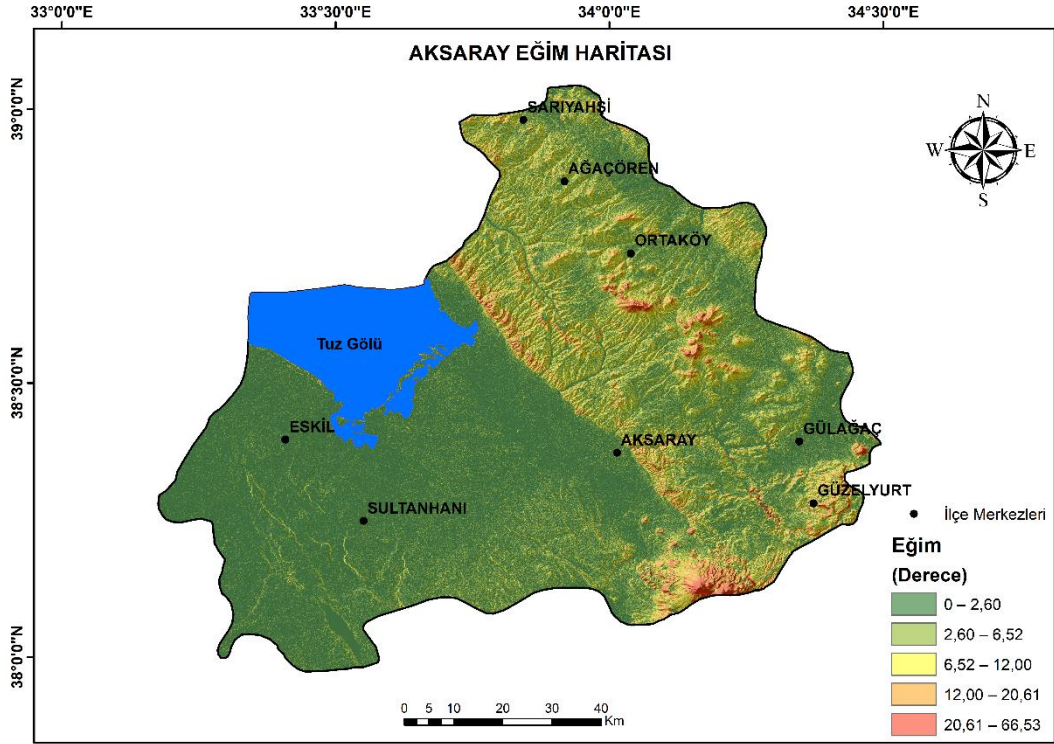 33°0'0"E 33°30'0"E 34°0'0"E 34°30'0"E
AKSARAY EĞİM HARİTASI
39°0'0"N
38°30'0"N
38°0'0"N
N
W E
S
SARIYAHŞİ
AĞAÇÖREN
ORTAKÖY
Tuz Gölü
ESKİL
AKSARAY
GÜLAĞAÇ
SULTANHANI
GÜZELYURT
İlçe Merkezleri
Eğim
(Derece)
0 – 2,60
2,60 – 6,52
6,52 – 12,00
12,00 – 20,61
20,61 – 66,53
0 5 10 20 30 40
Km